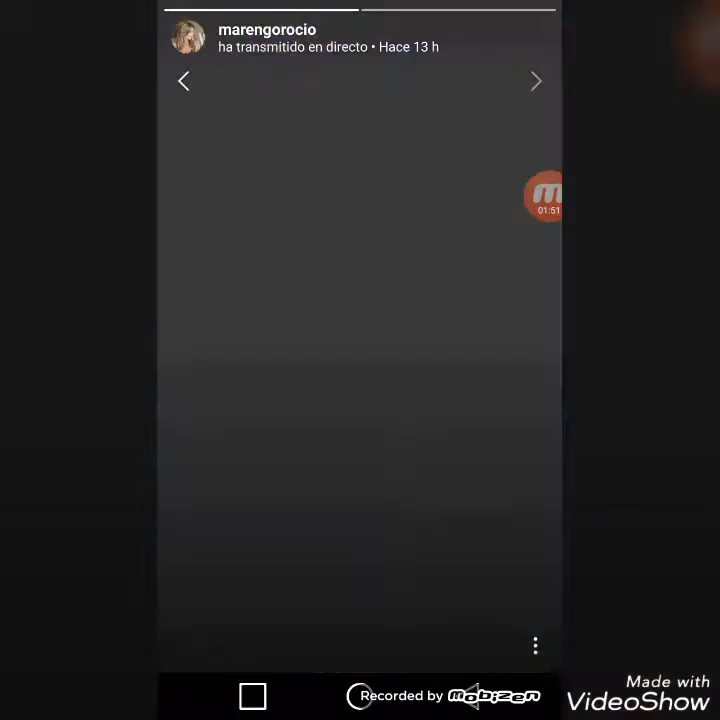 marengorocio
ha transmitido en directo • Hace 13 h
01:51
Recorded by mobizen
Made with
VideoShow